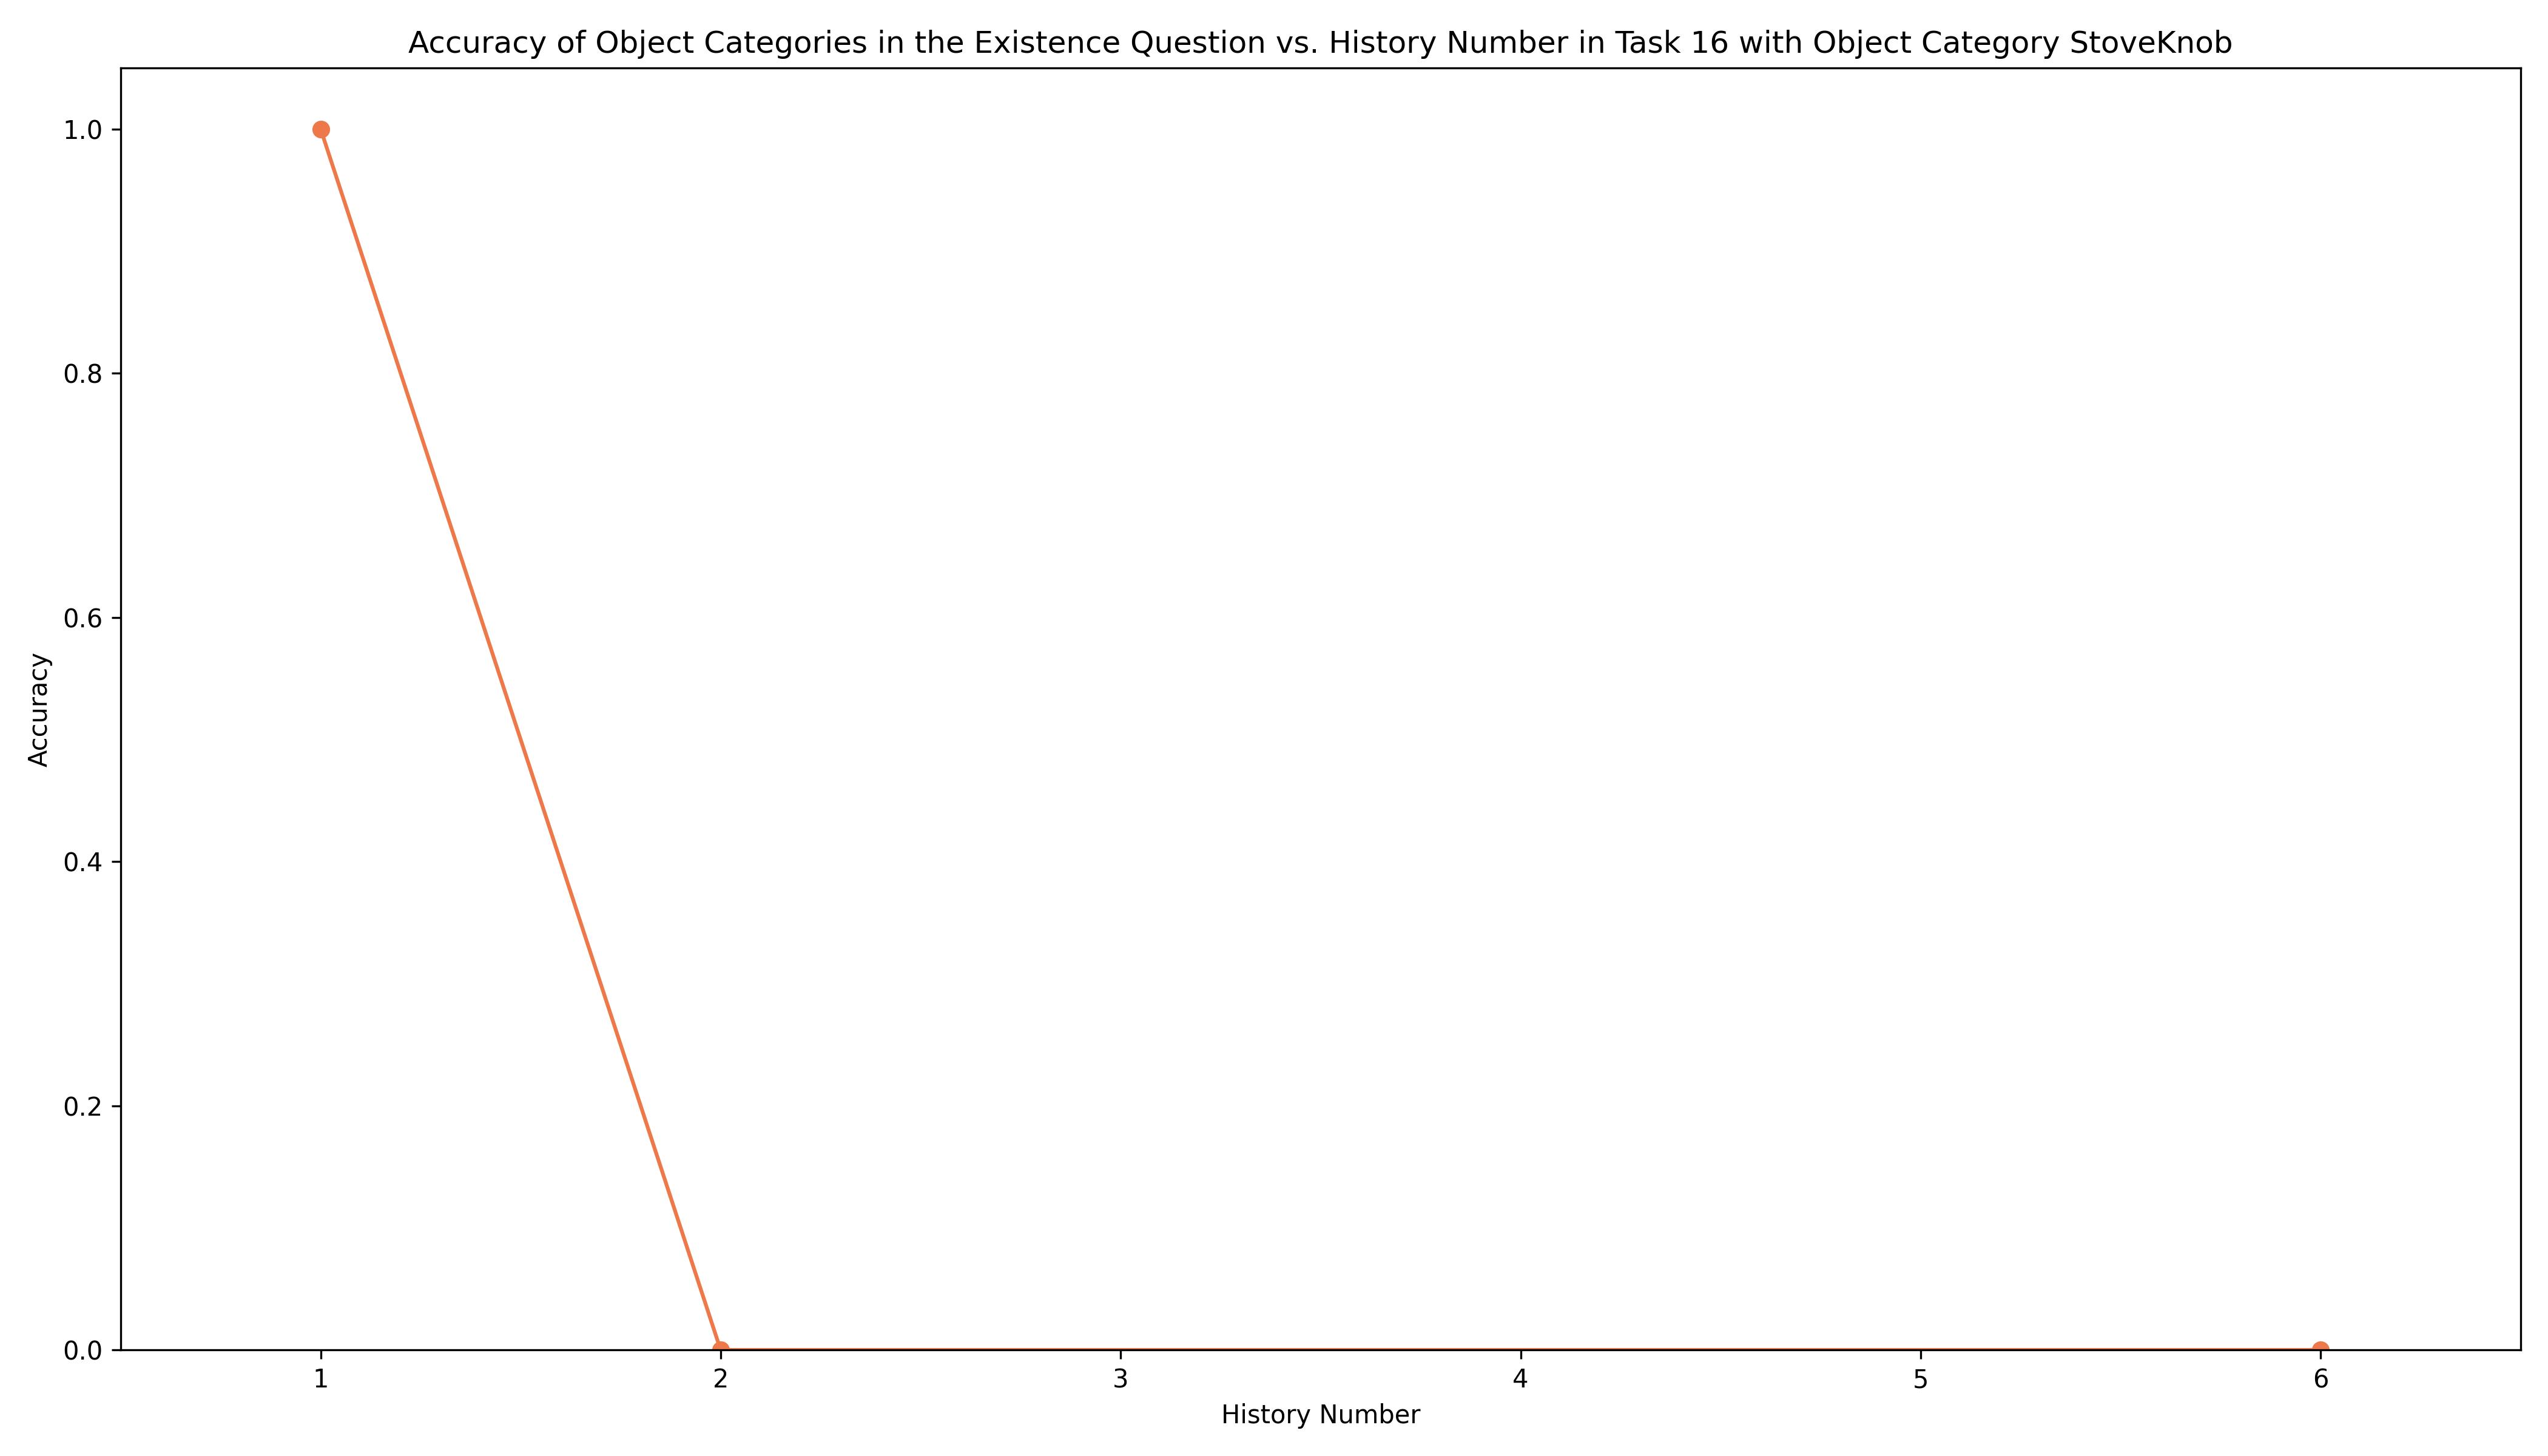 Accuracy of Object Categories in the Existence Question vs. History Number in Task 16 with Object Category StoveKnob
1.0
0.8
0.6
0.4
0.2
0.0
Accuracy
1 2 3 4 5 6
History Number